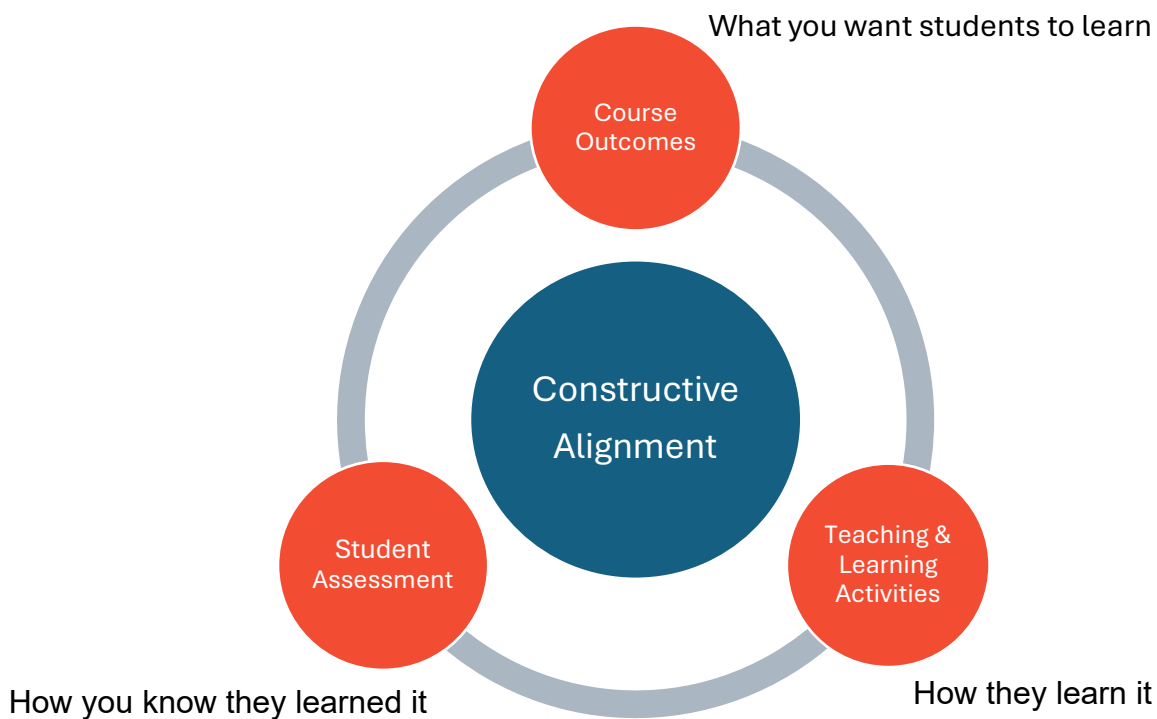 What you want students to learn
Course
Outcomes
Constructive
Alignment
Student
Assessment
Teaching &
Learning
Activities
How you know they learned it
How they learn it